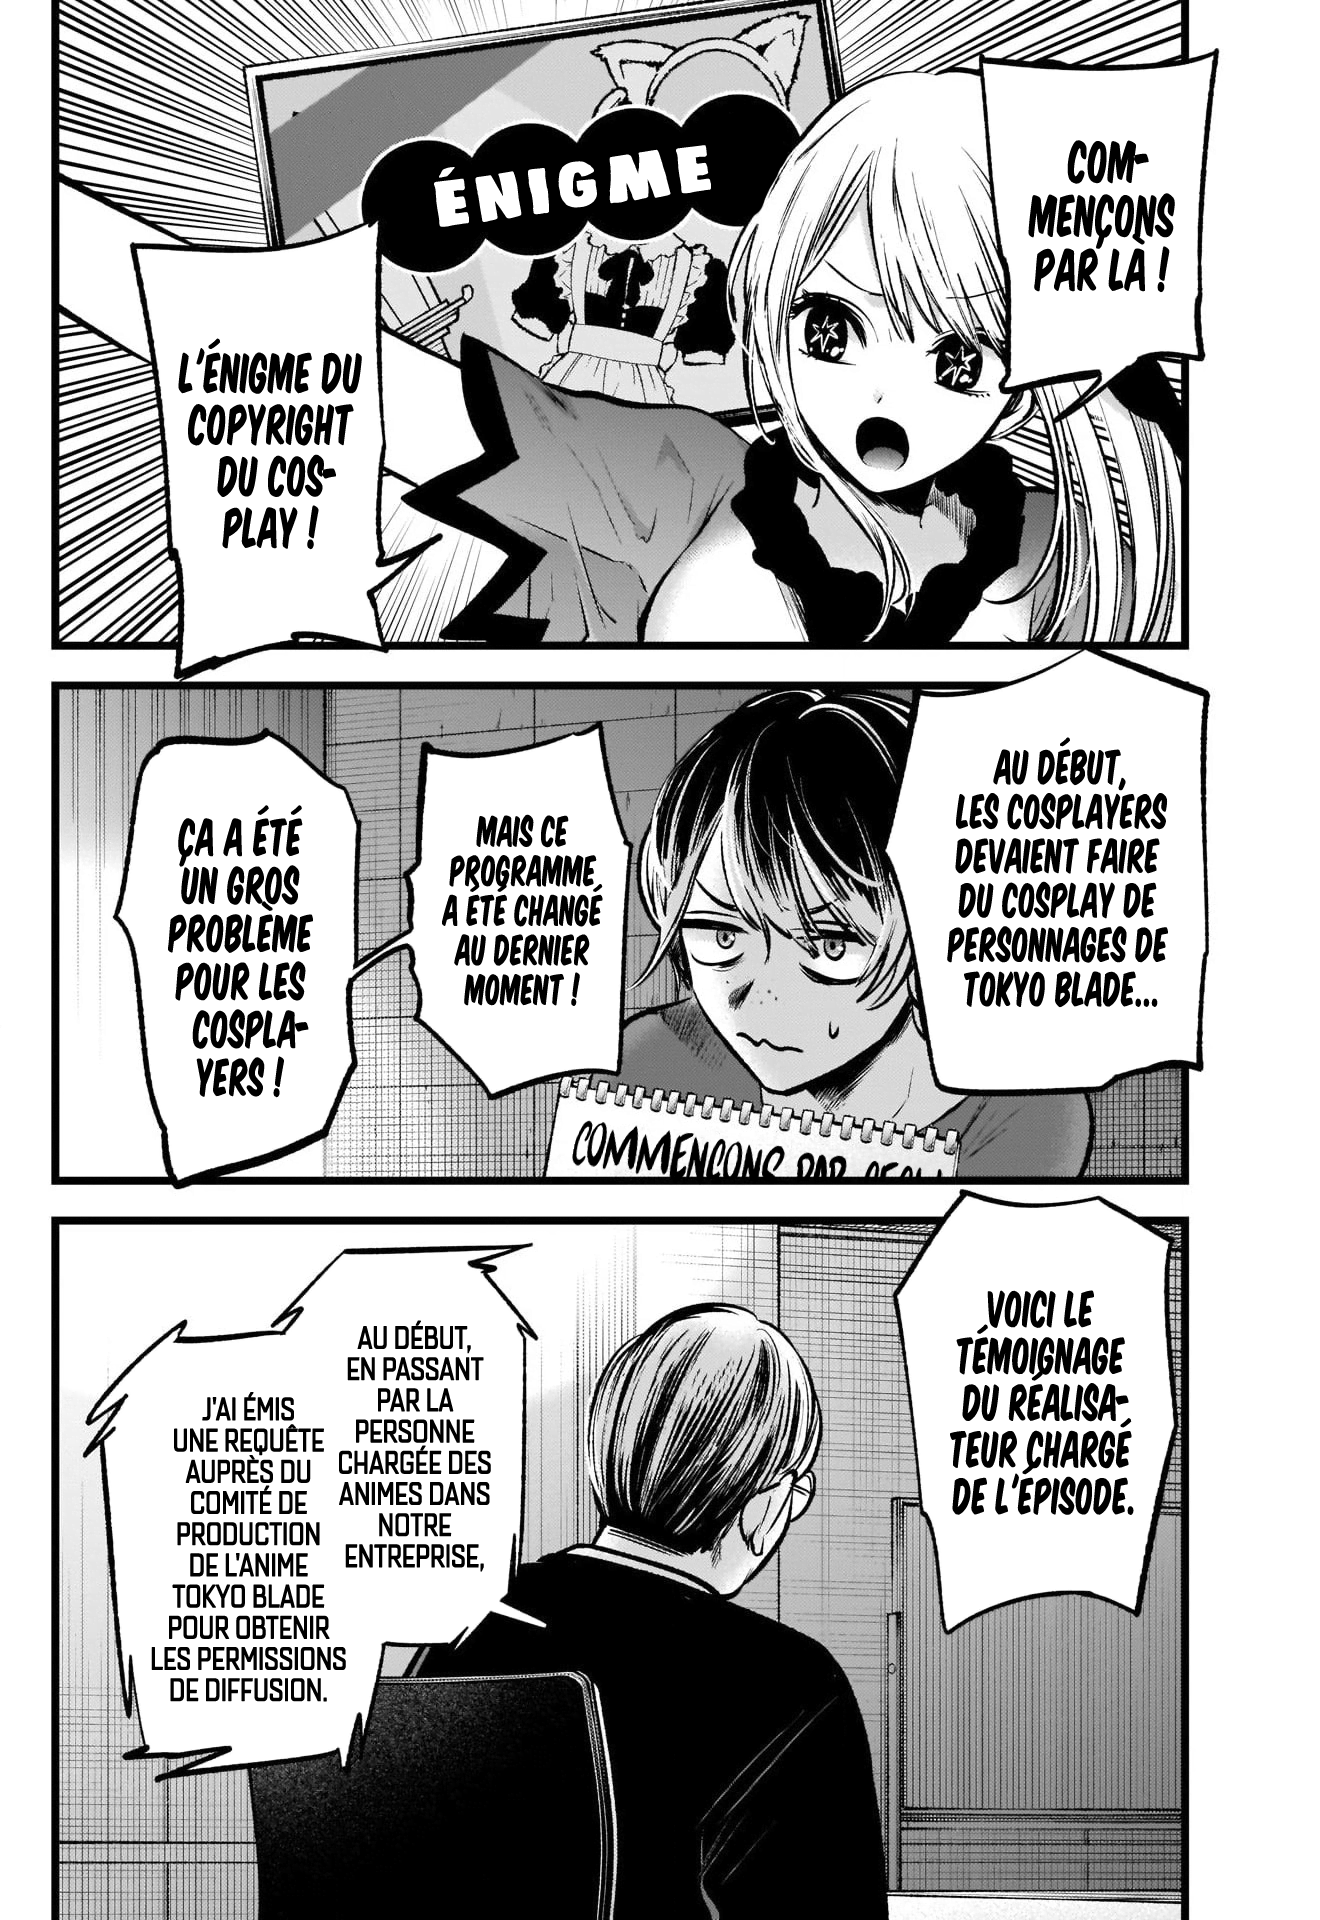 COM-
MENÇONS
PAR LÀ !
ÉNIGME
L'ÉNIGME DU
COPYRIGHT
DU COS-
PLAY !
AU DÉBUT,
LES COSPLAYERS
DEVAIENT FAIRE
DU COSPLAY DE
PERSONNAGES DE
TOKYO BLADE...
MAIS CE
PROGRAMME
A ÉTÉ CHANGÉ
AU DERNIER
MOMENT !
ÇA A ÉTÉ
UN GROS
PROBLÈME
POUR LES
COSPLA-
YERS !
COMMENÇONS PAR
VOICI LE
TÉMOIGNAGE
DU RÉALISA-
TEUR CHARGÉ
DE L'ÉPISODE.
AU DÉBUT,
EN PASSANT
PAR LA
PERSONNE
CHARGÉE DES
ANIMES DANS
NOTRE
ENTREPRISE,
J'AI ÉMIS
UNE REQUÊTE
AUPRÈS DU
COMITÉ DE
PRODUCTION
DE L'ANIME
TOKYO BLADE
POUR OBTENIR
LES PERMISSIONS
DE DIFFUSION.